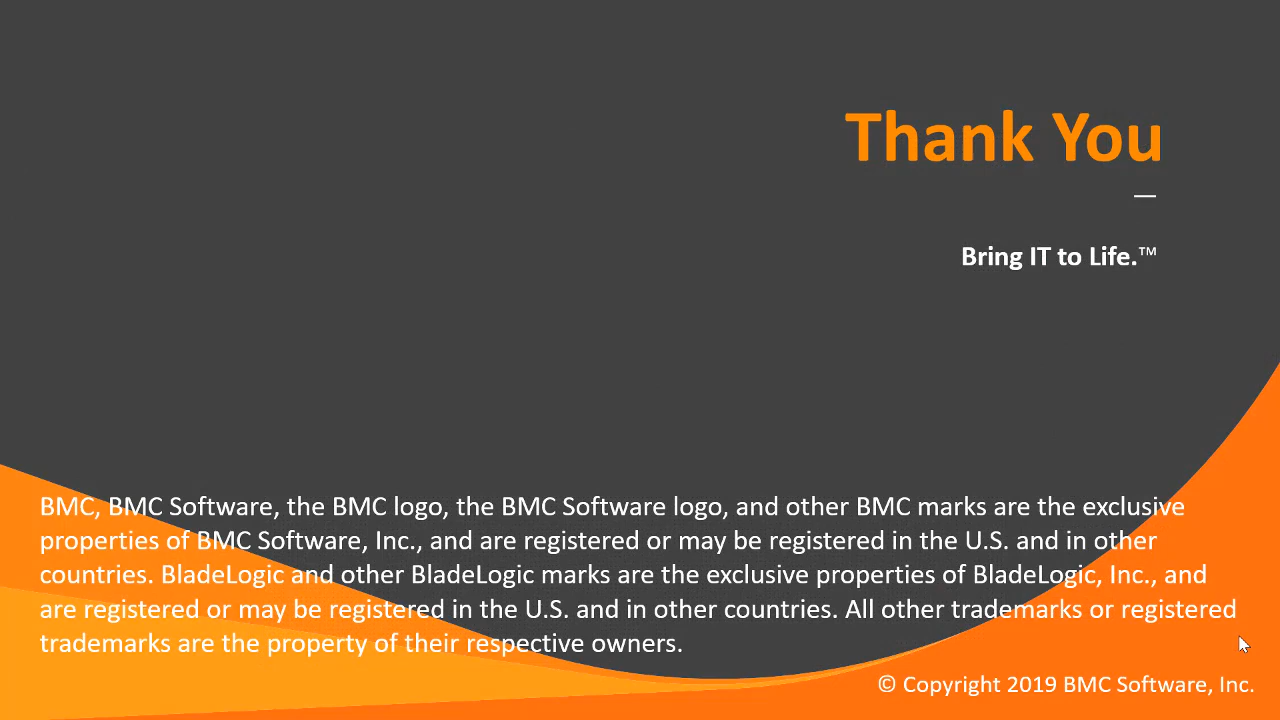 Thank You
Bring IT to Life.™
BMC, BMC Software, the BMC logo, the BMC Software logo, and other BMC marks are the exclusive
properties of BMC Software, Inc., and are registered or may be registered in the U.S. and in other
countries. BladeLogic and other BladeLogic marks are the exclusive properties of BladeLogic, Inc., and
are registered or may be registered in the U.S. and in other countries. All other trademarks or registered
trademarks are the property of their respective owners.
© Copyright 2019 BMC Software, Inc.